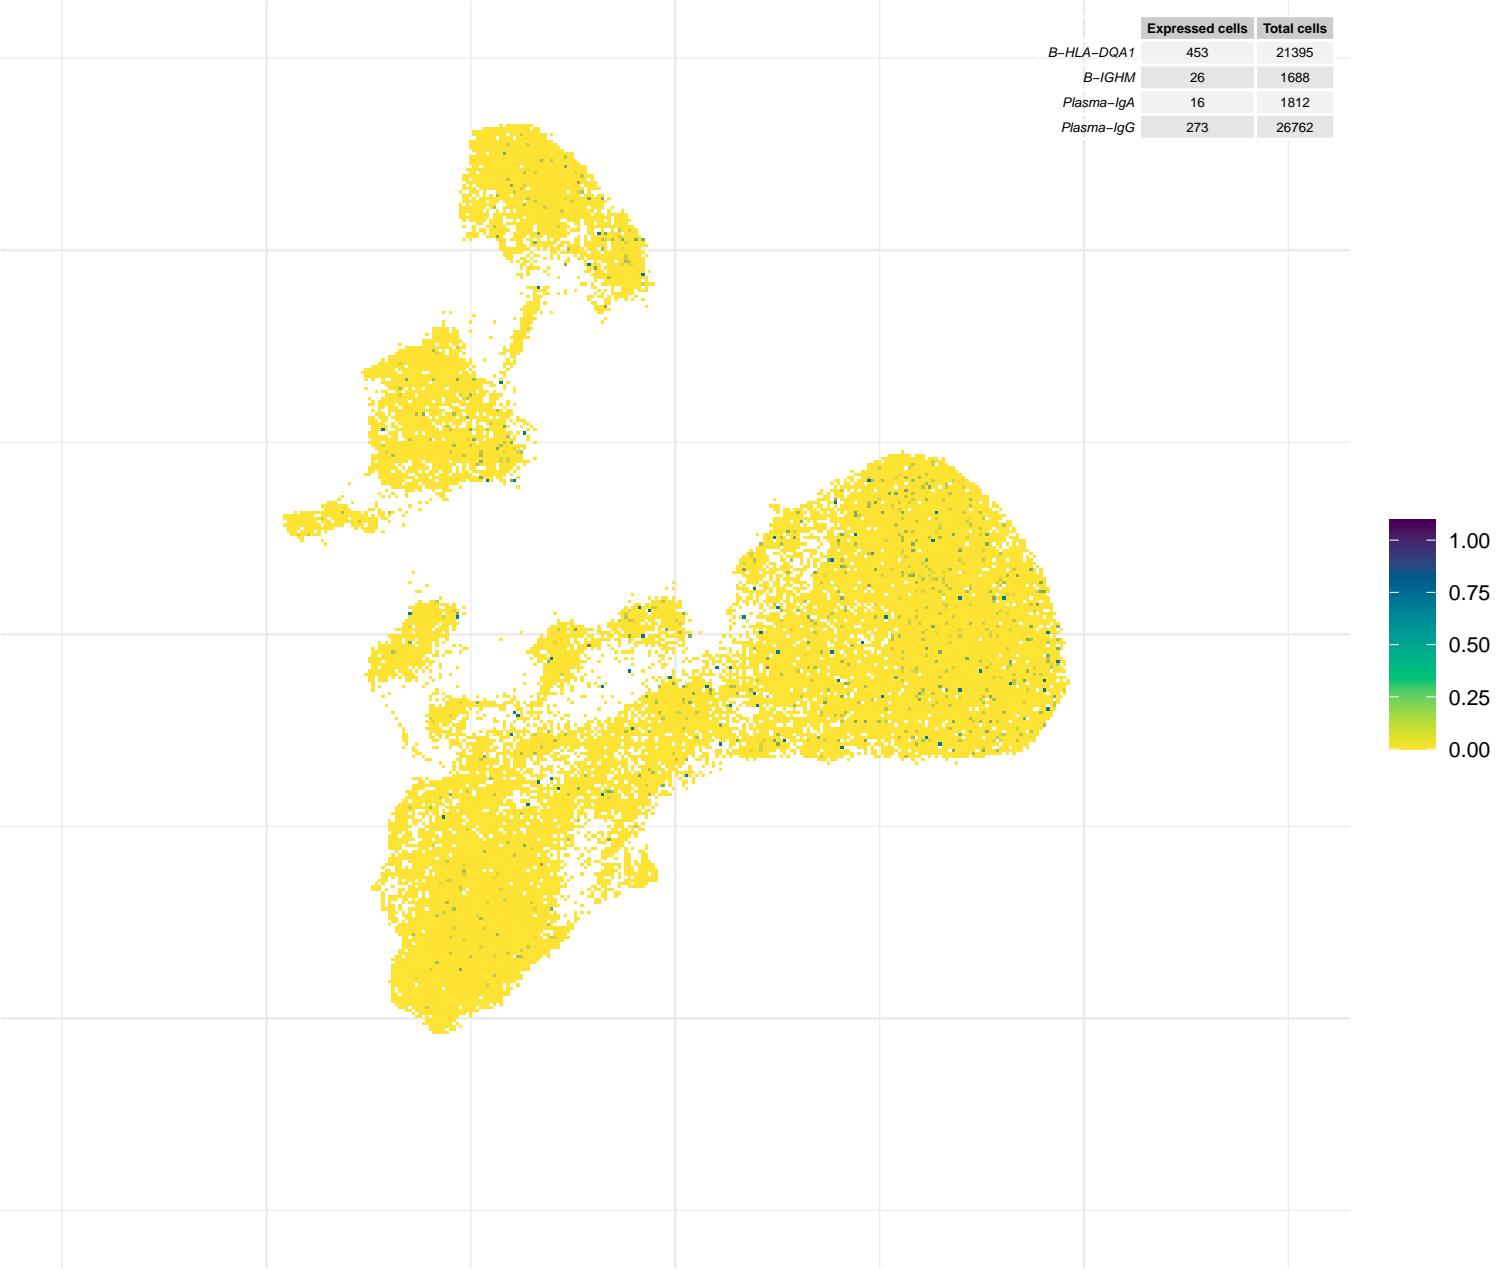 Expressed cells Total cells
B−HLA−DQA1 453 21395
B−IGHM 26 1688
Plasma−IgA 16 1812
Plasma−IgG 273 26762
1.00
0.75
0.50
0.25
0.00